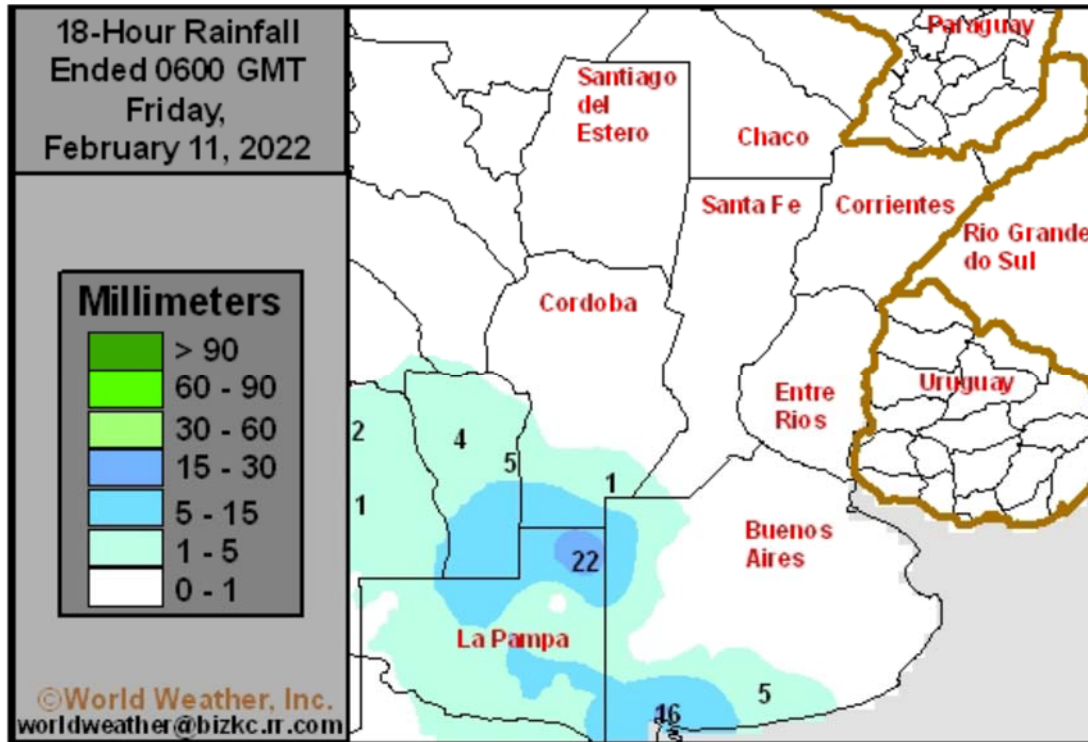 18-Hour Rainfall
Ended 0600 GMT
Friday,
February 11, 2022
Millimeters
> 90
60 - 90
30 - 60
15 - 30
5 - 15
1 - 5
0 - 1
©World Weather, Inc.
worldweather@bizkc.rr.com
Paraguay
Santiago
del
Estero
Chaco
Santa Fe
Corrientes
Rio Grande
do Sul
Cordoba
Entre
Rios
Uruguay
2
4
5
1
1
Buenos
Aires
22
La Pampa
5
16